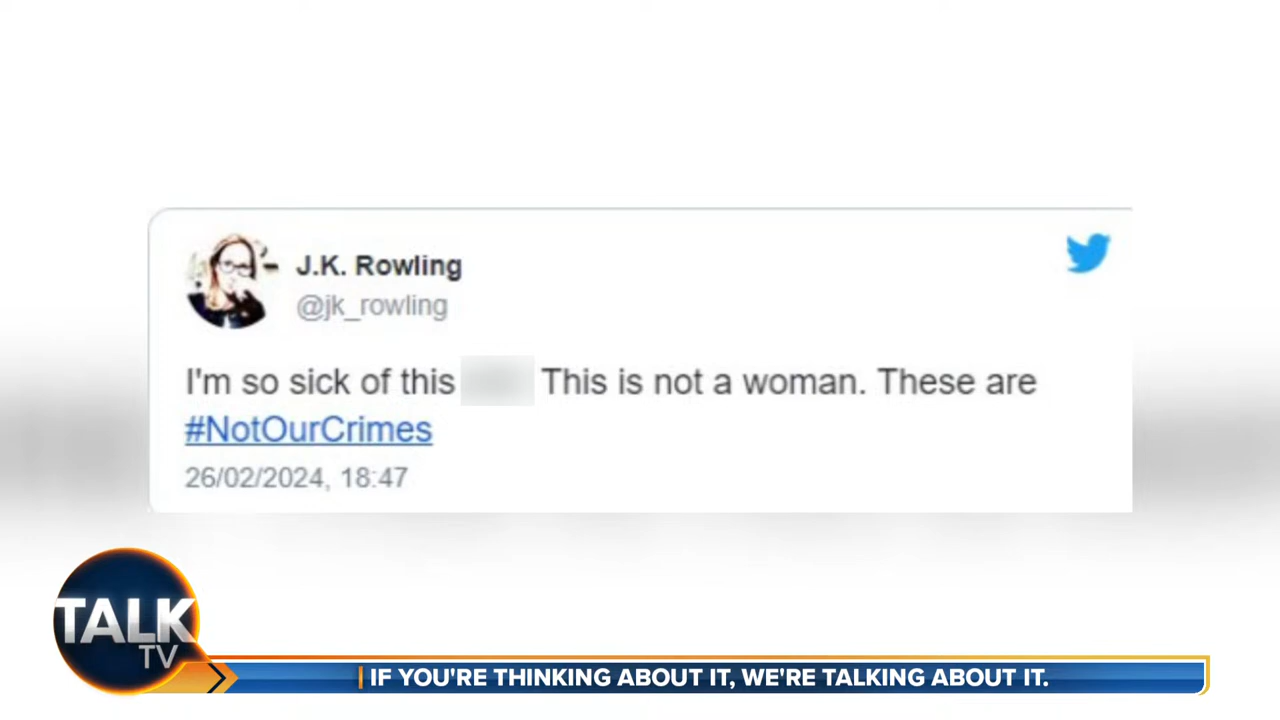 J.K. Rowling
@jk_rowling
I'm so sick of this This is not a woman. These are
#NotOurCrimes
26/02/2024, 18:47
TALK
TV
IF YOU'RE THINKING ABOUT IT, WE'RE TALKING ABOUT IT.